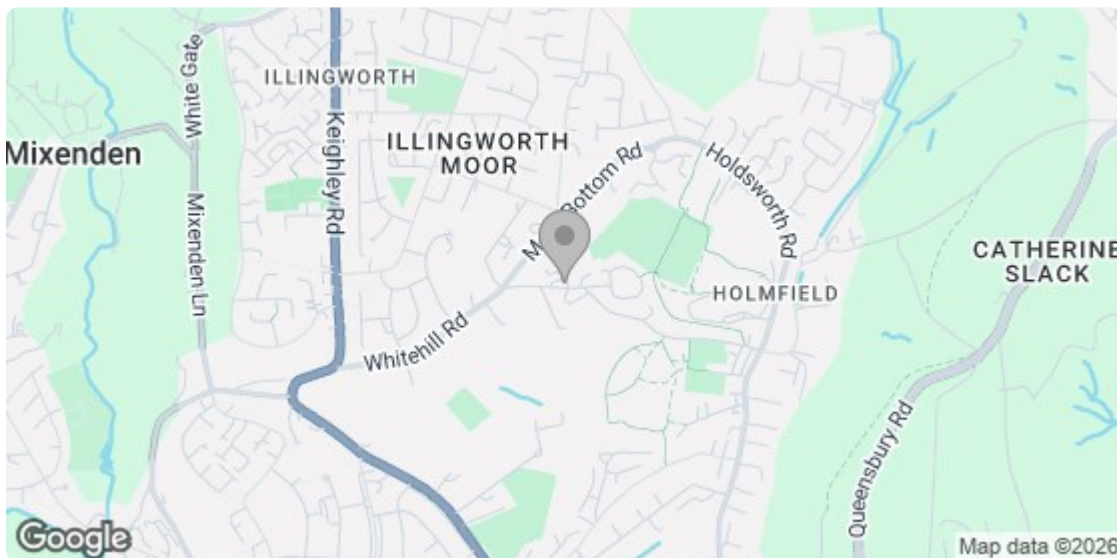 ILLINGWORTH
White Gate
Mixenden
Keighley Rd
ILLINGWORTH
MOOR
Bottom Rd
Holdsworth Rd
Mixenden Ln
CATHERINE
SLACK
HOLMFIELD
Whitehill Rd
Queensbury Rd
Google
Map data ©2026